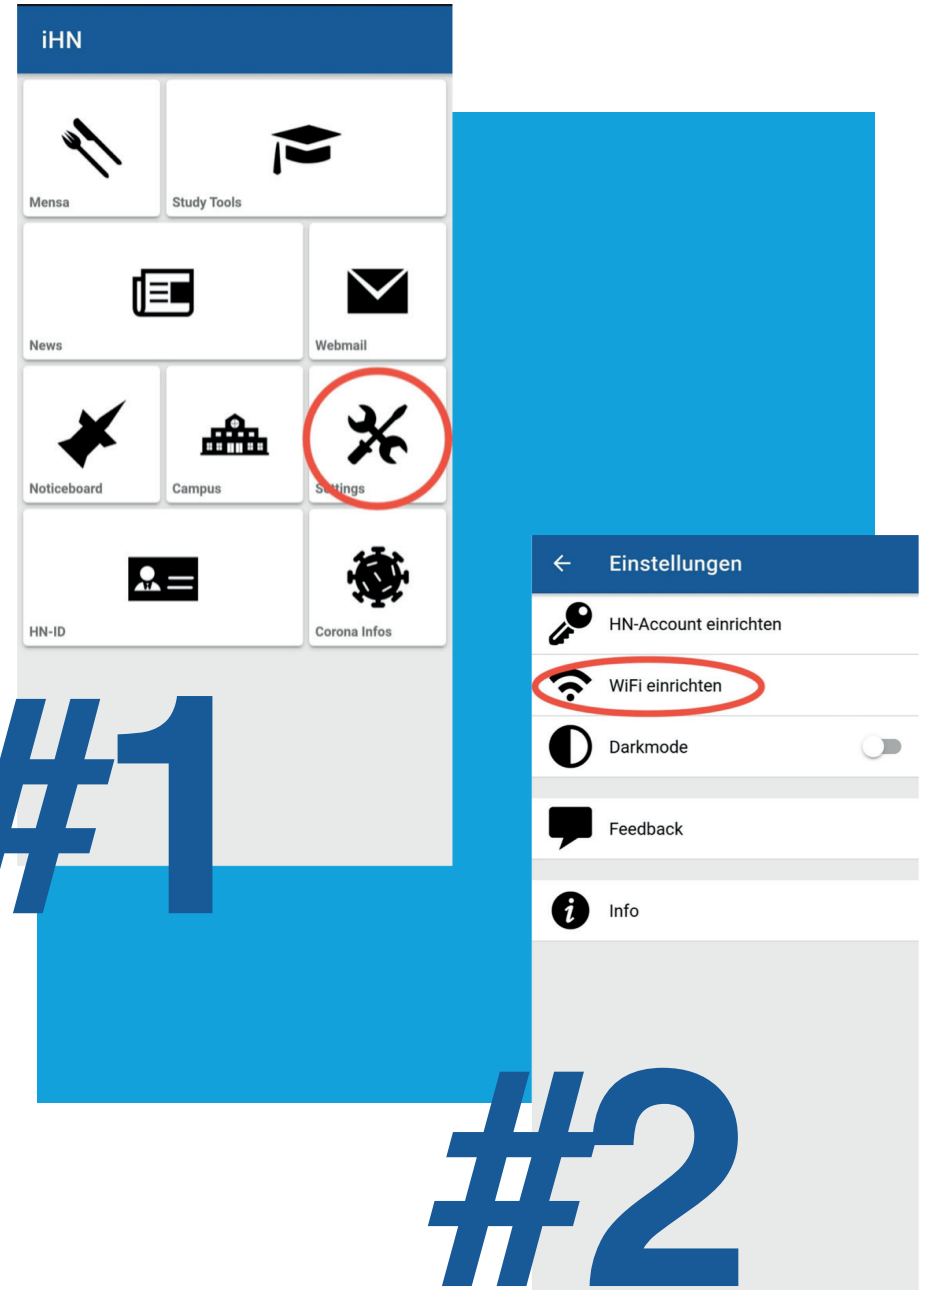 iHN
Mensa
Study Tools
News
Webmail
Noticeboard
Campus
Settings
HN-ID
Corona Infos
#1
Einstellungen
HN-Account einrichten
WiFi einrichten
Darkmode
Feedback
Info
#2